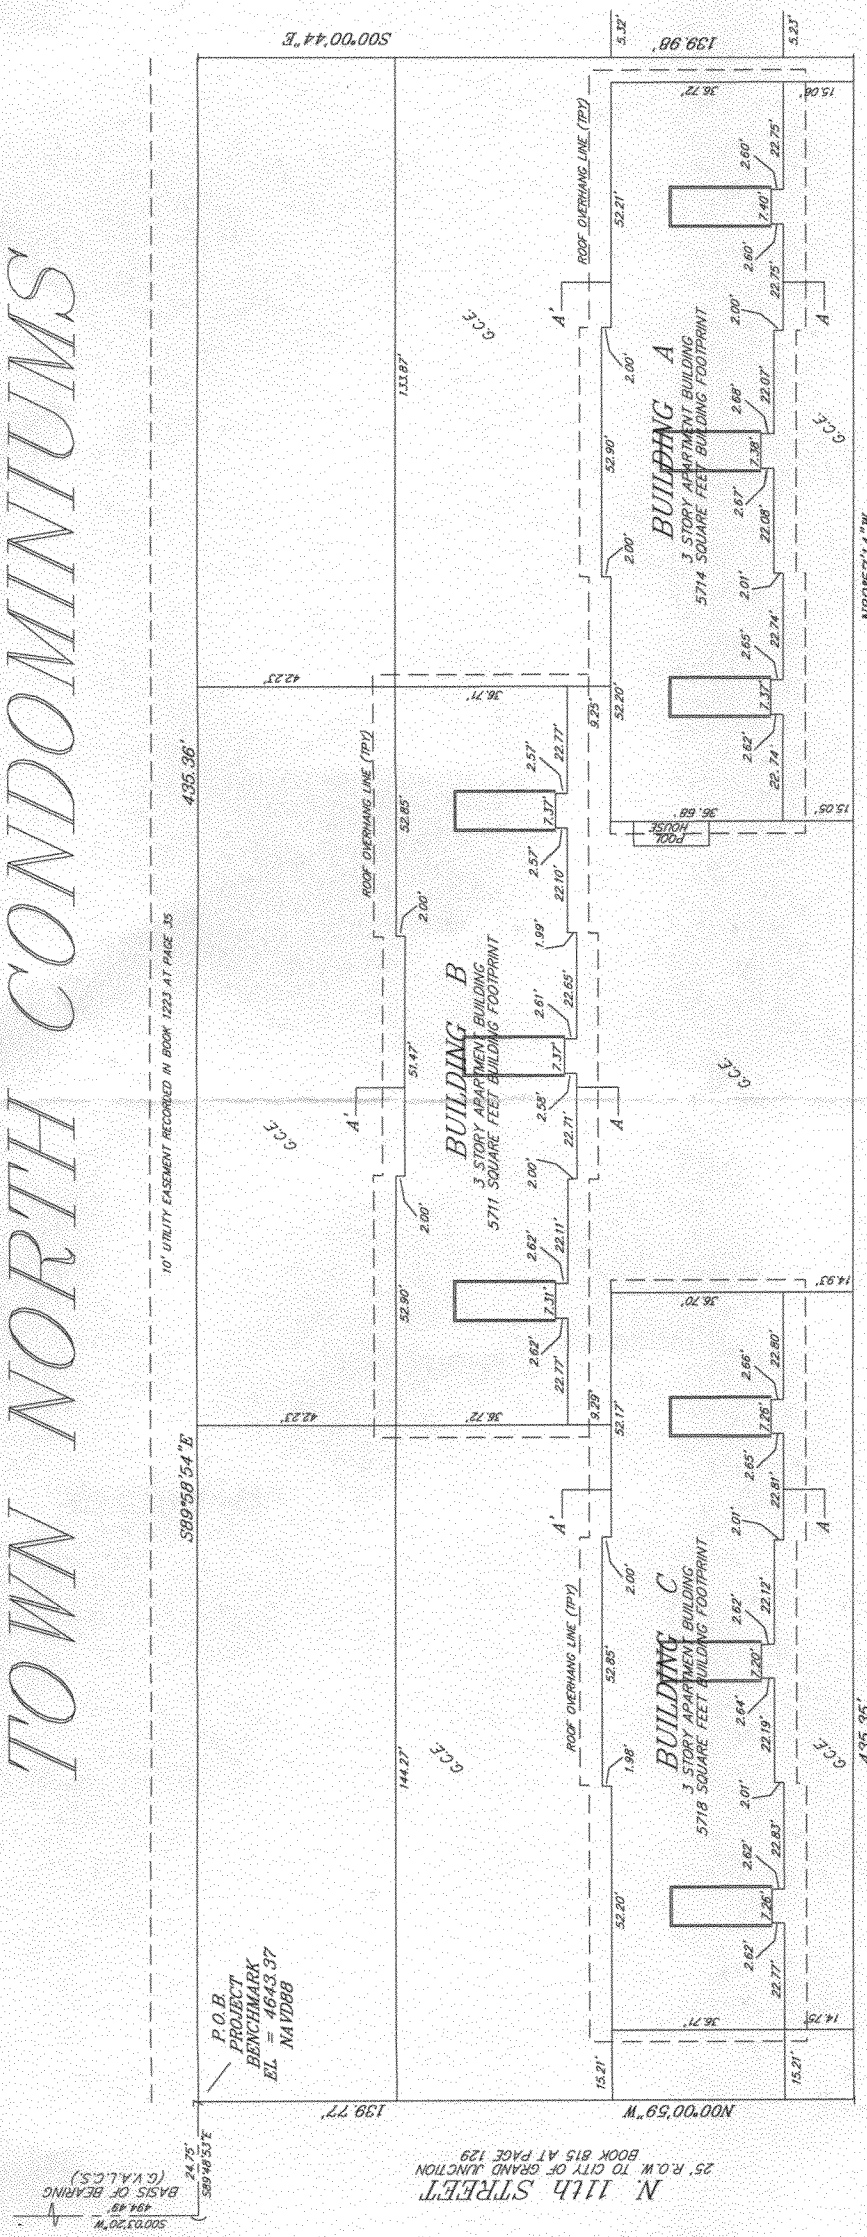 TOWN NORTH CONDOMINIUMS
10' UTILITY EASEMENT RECORDED IN BOOK 1223 AT PAGE 35
S89°58'54"E
435.36'
S00°00'44"E
139.98'
5.32'
5.23'
P.O.B.
PROJECT
BENCHMARK
EL = 4643.37
NAVD88
24.75'
S89°48'53"E
S00°03'20"W
494.49'
BASIS OF BEARING
(G.V.A.L.C.S.)
N. 11th STREET
25' R.O.W. TO CITY OF GRAND JUNCTION
BOOK 815 AT PAGE 129
139.77'
N00°00'59"W
144.27'
133.87'
42.23'
42.23'
G.C.E.
G.C.E.
G.C.E.
G.C.E.
G.C.E.
G.C.E.
ROOF OVERHANG LINE (TPY)
52.90'
51.47'
52.85'
2.00'
2.00'
A'
BUILDING B
3 STORY APARTMENT BUILDING
5711 SQUARE FEET BUILDING FOOTPRINT
36.72'
36.71'
22.77'
2.62'
7.31'
2.62'
22.11'
2.00'
22.71'
2.58'
7.37'
2.61'
22.65'
1.99'
22.10'
2.57'
7.37'
2.57'
22.77'
A
9.29'
9.25'
ROOF OVERHANG LINE (TPY)
15.21'
52.20'
1.98'
52.85'
2.00'
52.17'
A'
BUILDING C
3 STORY APARTMENT BUILDING
5718 SQUARE FEET BUILDING FOOTPRINT
36.71'
36.70'
15.21'
22.77'
2.62'
7.26'
2.62'
22.83'
2.01'
22.19'
2.64'
7.20'
2.62'
22.12'
2.01'
22.81'
2.65'
7.26'
2.66'
22.80'
A
14.75'
14.93'
ROOF OVERHANG LINE (TPY)
52.20'
2.00'
52.90'
2.00'
52.21'
A'
POOL
HOUSE
BUILDING A
3 STORY APARTMENT BUILDING
5714 SQUARE FEET BUILDING FOOTPRINT
36.68'
36.72'
22.74'
2.62'
7.37'
2.65'
22.74'
2.01'
22.08'
2.67'
7.38'
2.68'
22.07'
2.00'
22.75'
2.60'
7.40'
2.60'
22.75'
A
15.05'
15.06'
435.35'